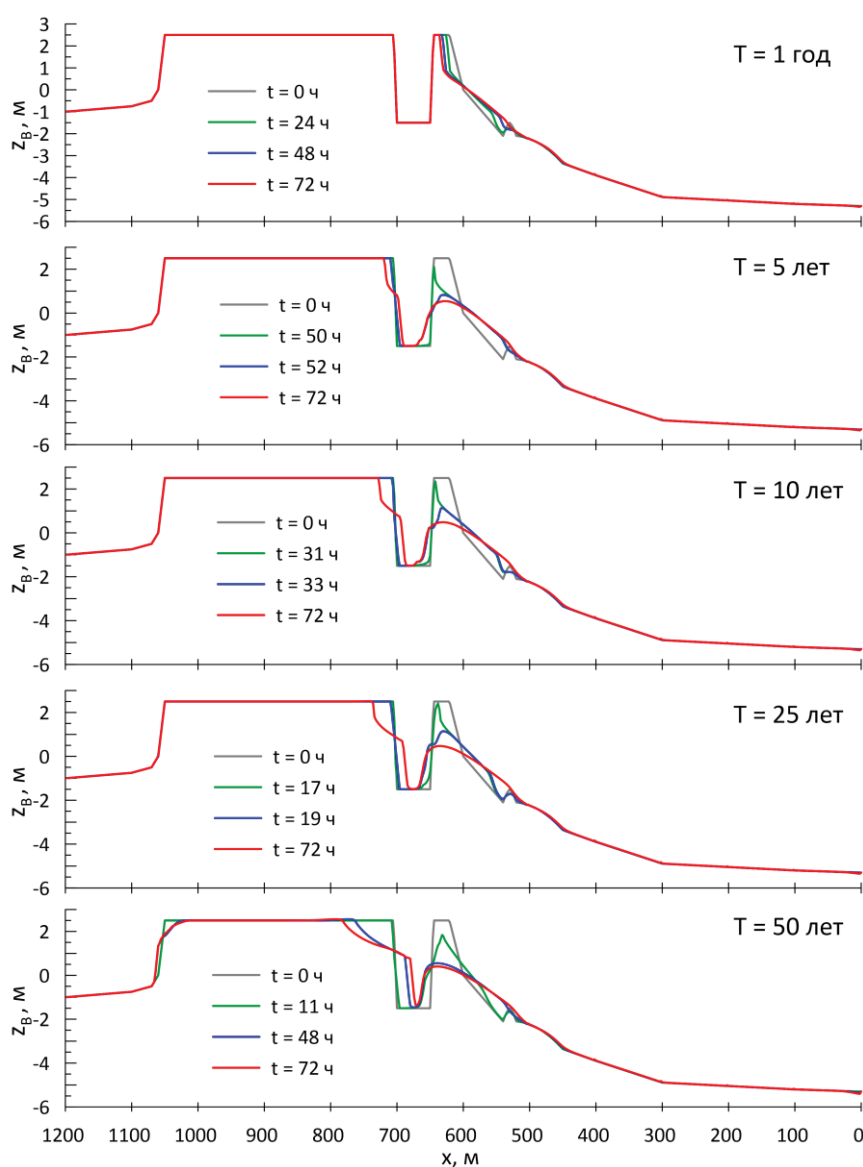 T = 1 год
3
2
1
0
-1
-2
-3
-4
-5
-6
z_B, м
t = 0 ч
t = 24 ч
t = 48 ч
t = 72 ч
T = 5 лет
2
0
-2
-4
-6
z_B, м
t = 0 ч
t = 50 ч
t = 52 ч
t = 72 ч
T = 10 лет
2
0
-2
-4
-6
z_B, м
t = 0 ч
t = 31 ч
t = 33 ч
t = 72 ч
T = 25 лет
2
0
-2
-4
-6
z_B, м
t = 0 ч
t = 17 ч
t = 19 ч
t = 72 ч
T = 50 лет
2
0
-2
-4
-6
z_B, м
t = 0 ч
t = 11 ч
t = 48 ч
t = 72 ч
1200 1100 1000 900 800 700 600 500 400 300 200 100 0
x, м